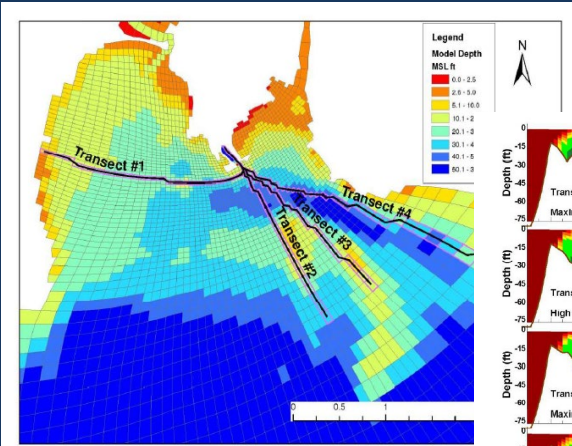 Legend
Model Depth
MSL ft
0.0 - 2.5
2.6 - 5.0
5.1 - 10.0
10.1 - 2
20.1 - 3
30.1 - 4
40.1 - 5
50.1 - 3
N
Transect #1
Transect #4
Transect #3
Transect #2
0 0.5 1
Depth (ft)
0
-15
-30
-45
-60
-75
Trans
Maxim
Depth (ft)
0
-15
-30
-45
-60
-75
Trans
High
Depth (ft)
0
-15
-30
-45
-60
-75
Trans
Maxim
0